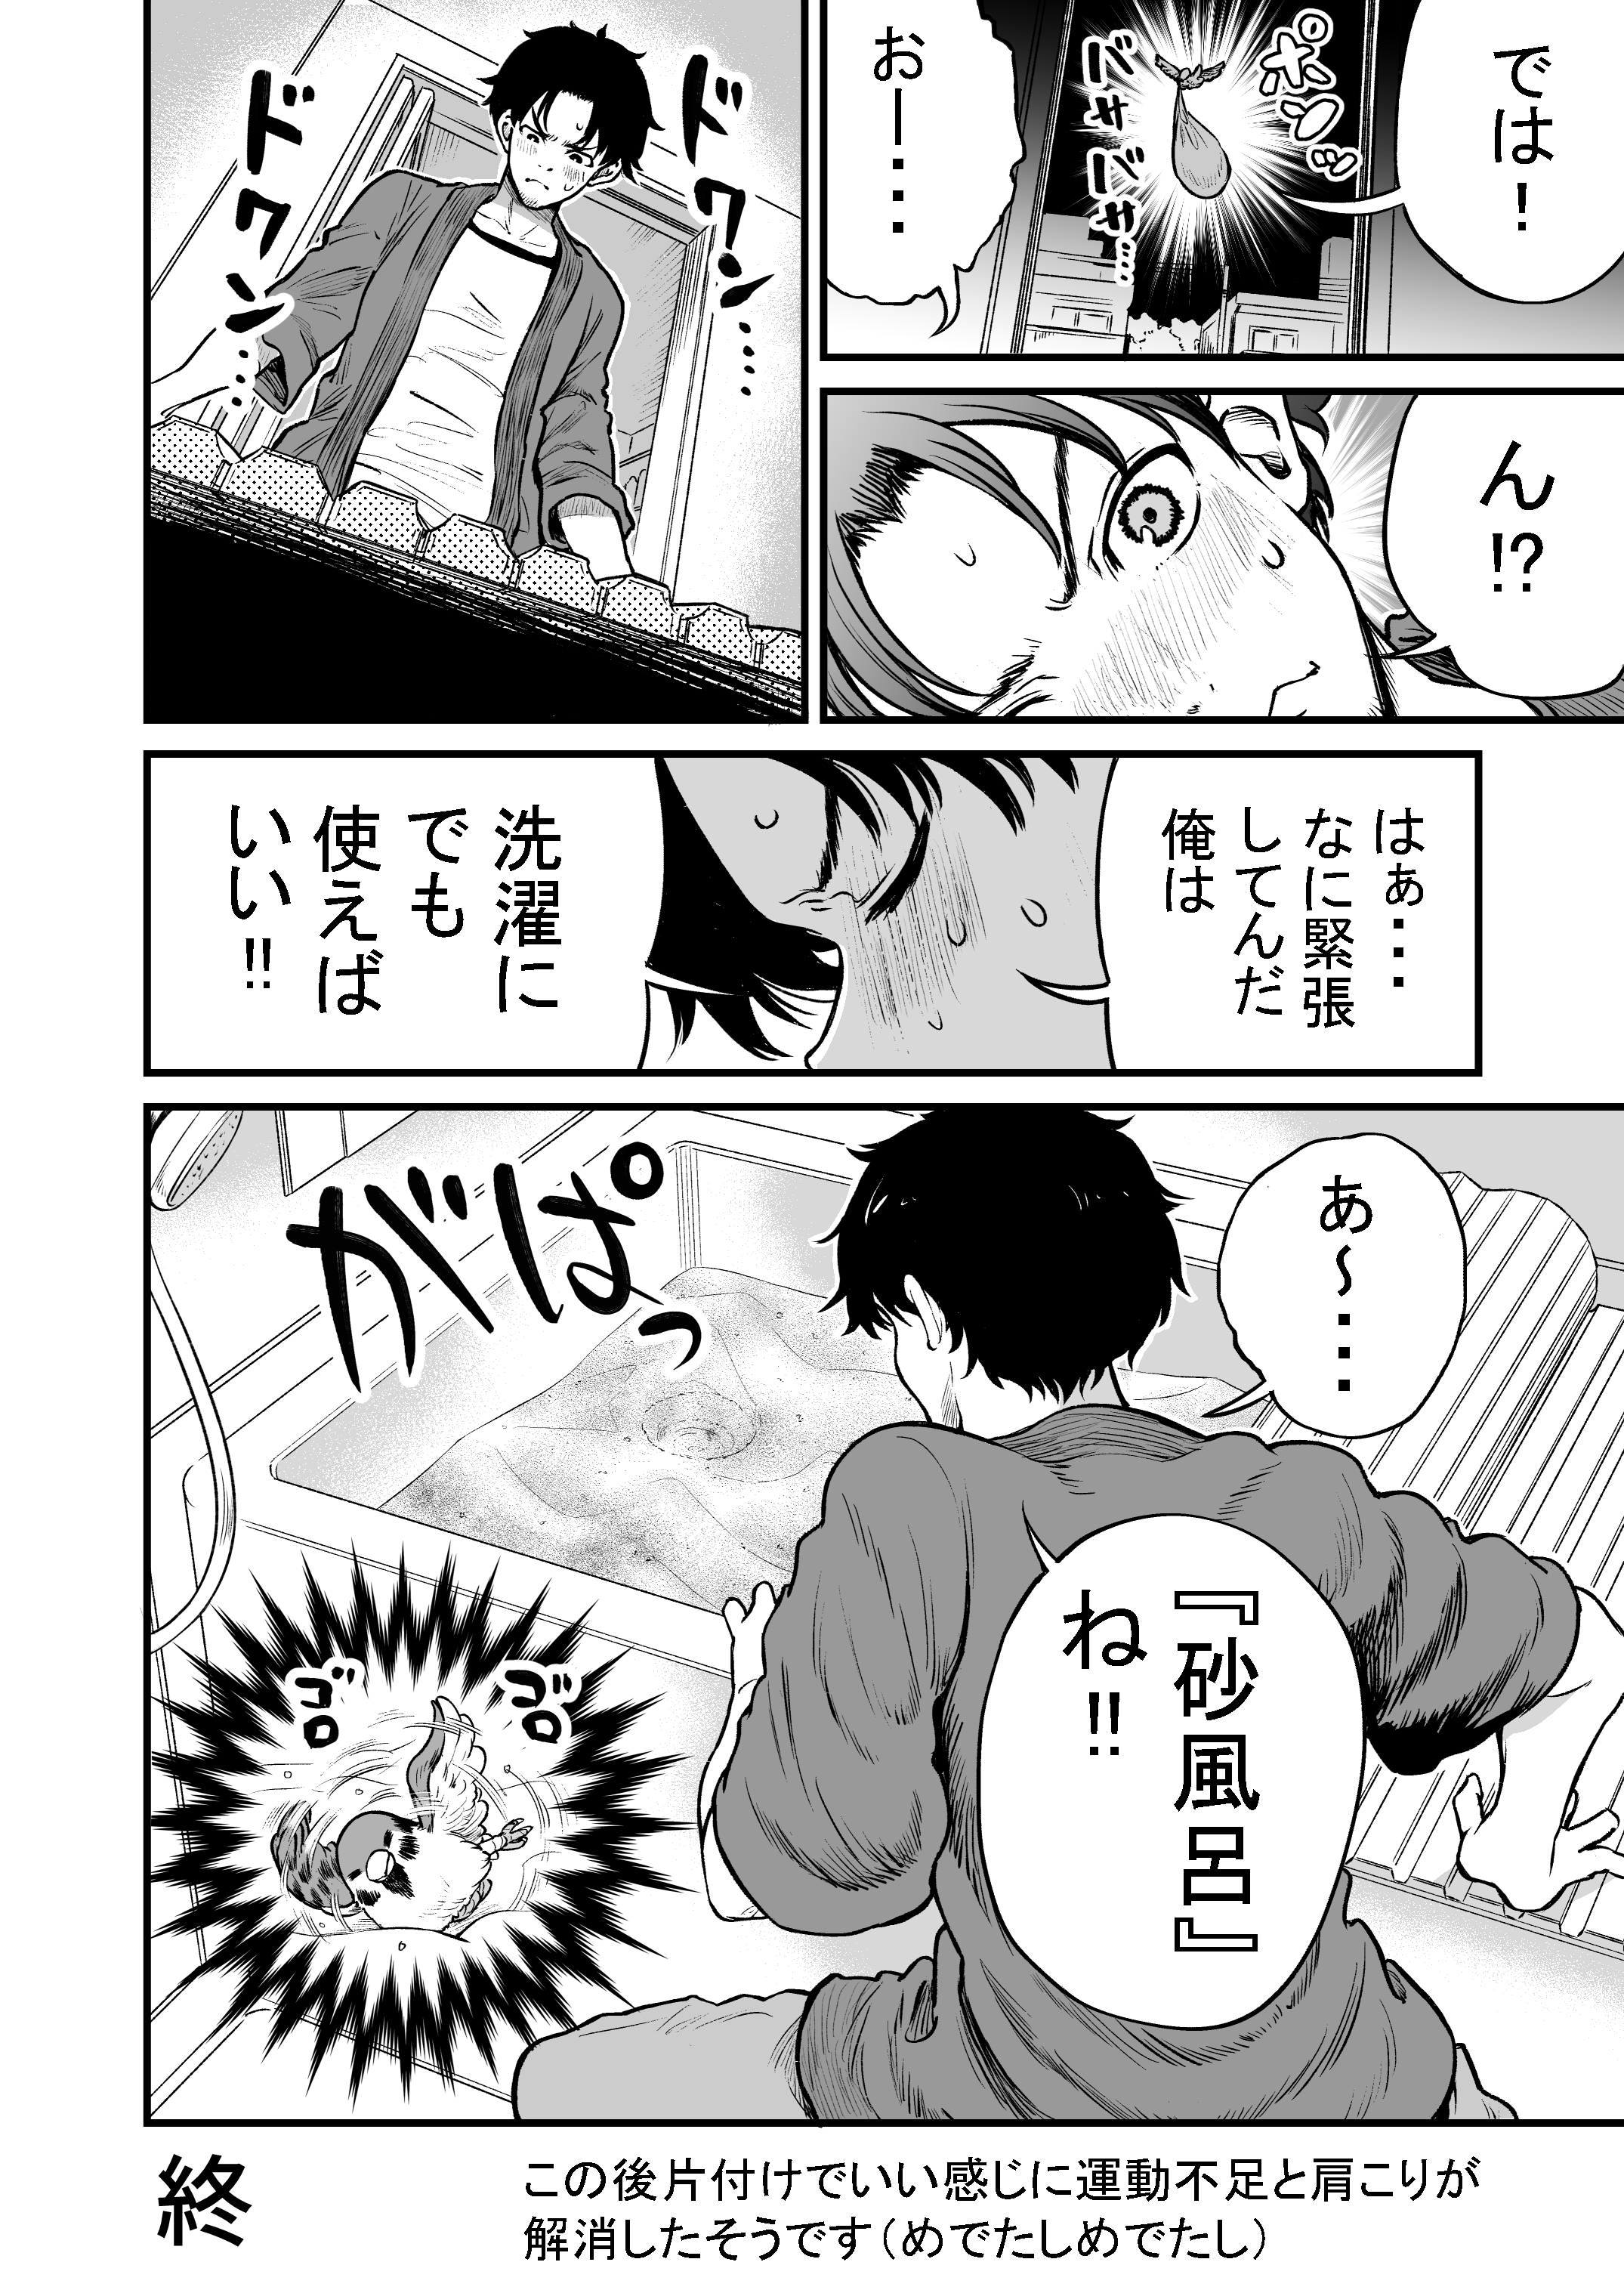 では！
ポンッ
バサ
バサ…
おー・・・
ん!?
ドクン…
ドクン…
はぁ・・・
なに緊張
してんだ
俺は
洗濯に
でも
使えば
いい!!
あ～・・・
がぱっ
『砂風呂』
ね!!
ゴロ
ゴロ
この後片付けでいい感じに運動不足と肩こりが
解消したそうです（めでたしめでたし）
終